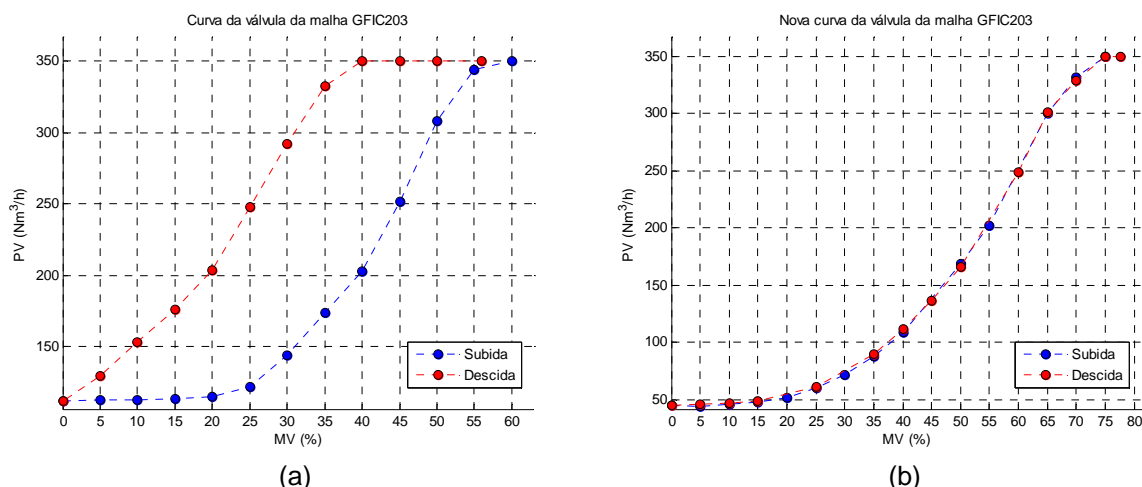 Curva da válvula da malha GFIC203
350
300
250
200
150
PV (Nm³/h)
0 5 10 15 20 25 30 35 40 45 50 55 60
MV (%)
Subida
Descida
(a)
Nova curva da válvula da malha GFIC203
350
300
250
200
150
100
50
PV (Nm³/h)
0 5 10 15 20 25 30 35 40 45 50 55 60 65 70 75 80
MV (%)
Subida
Descida
(b)